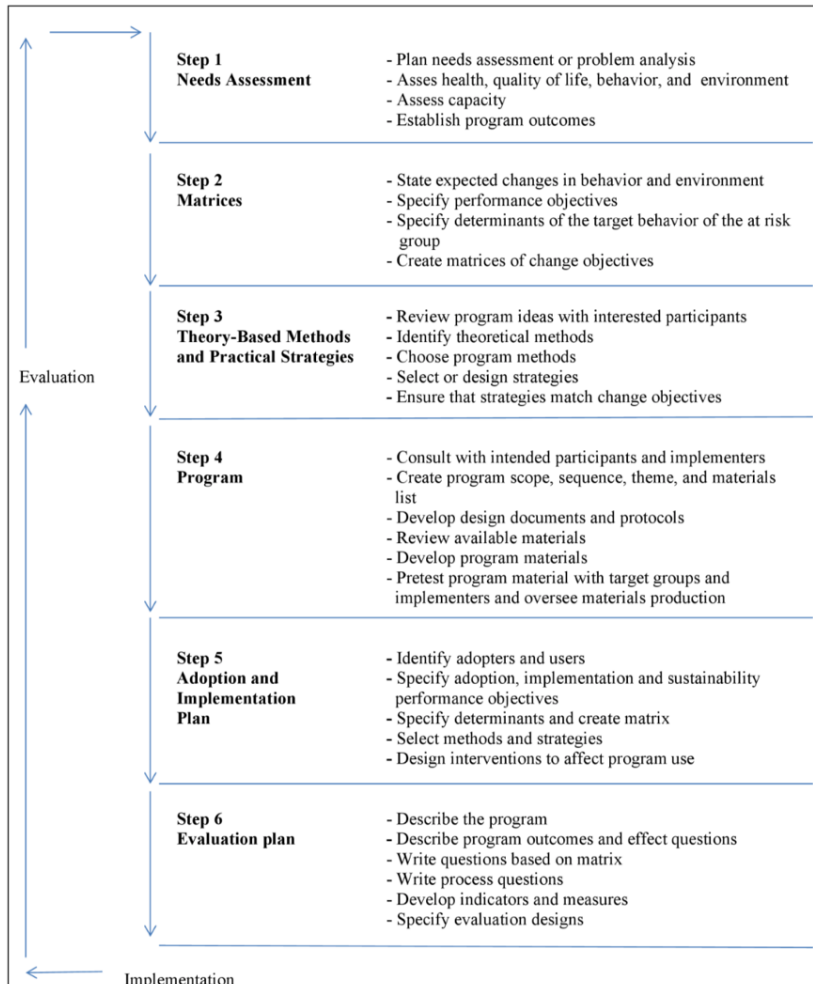 Step 1
Needs Assessment
- Plan needs assessment or problem analysis
- Asses health, quality of life, behavior, and environment
- Assess capacity
- Establish program outcomes
Step 2
Matrices
- State expected changes in behavior and environment
- Specify performance objectives
- Specify determinants of the target behavior of the at risk
group
- Create matrices of change objectives
Step 3
Theory-Based Methods
and Practical Strategies
- Review program ideas with interested participants
- Identify theoretical methods
- Choose program methods
- Select or design strategies
- Ensure that strategies match change objectives
Evaluation
Step 4
Program
- Consult with intended participants and implementers
- Create program scope, sequence, theme, and materials
list
- Develop design documents and protocols
- Review available materials
- Develop program materials
- Pretest program material with target groups and
implementers and oversee materials production
Step 5
Adoption and
Implementation
Plan
- Identify adopters and users
- Specify adoption, implementation and sustainability
performance objectives
- Specify determinants and create matrix
- Select methods and strategies
- Design interventions to affect program use
Step 6
Evaluation plan
- Describe the program
- Describe program outcomes and effect questions
- Write questions based on matrix
- Write process questions
- Develop indicators and measures
- Specify evaluation designs
Implementation